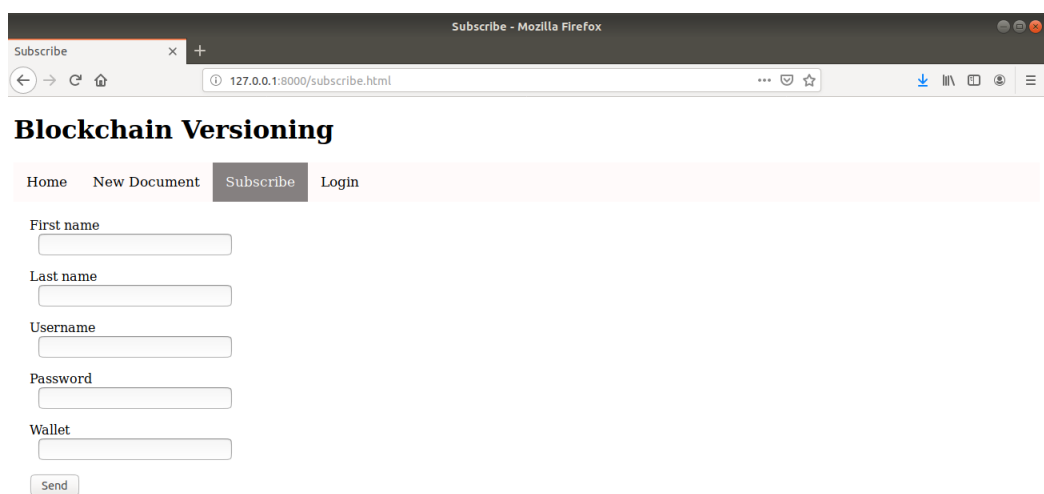 Subscribe - Mozilla Firefox
Subscribe
127.0.0.1:8000/subscribe.html
Blockchain Versioning
Home New Document Subscribe Login
First name
Last name
Username
Password
Wallet
Send